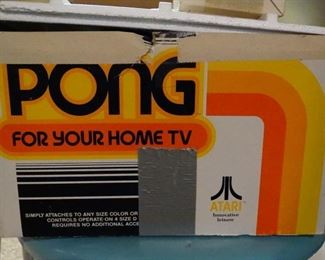 PONG
FOR YOUR HOME TV
SIMPLY ATTACHES TO ANY SIZE COLOR OR
CONTROLS OPERATE ON 4 SIZE D
REQUIRES NO ADDITIONAL ACCE
ATARI
Innovative
leisure